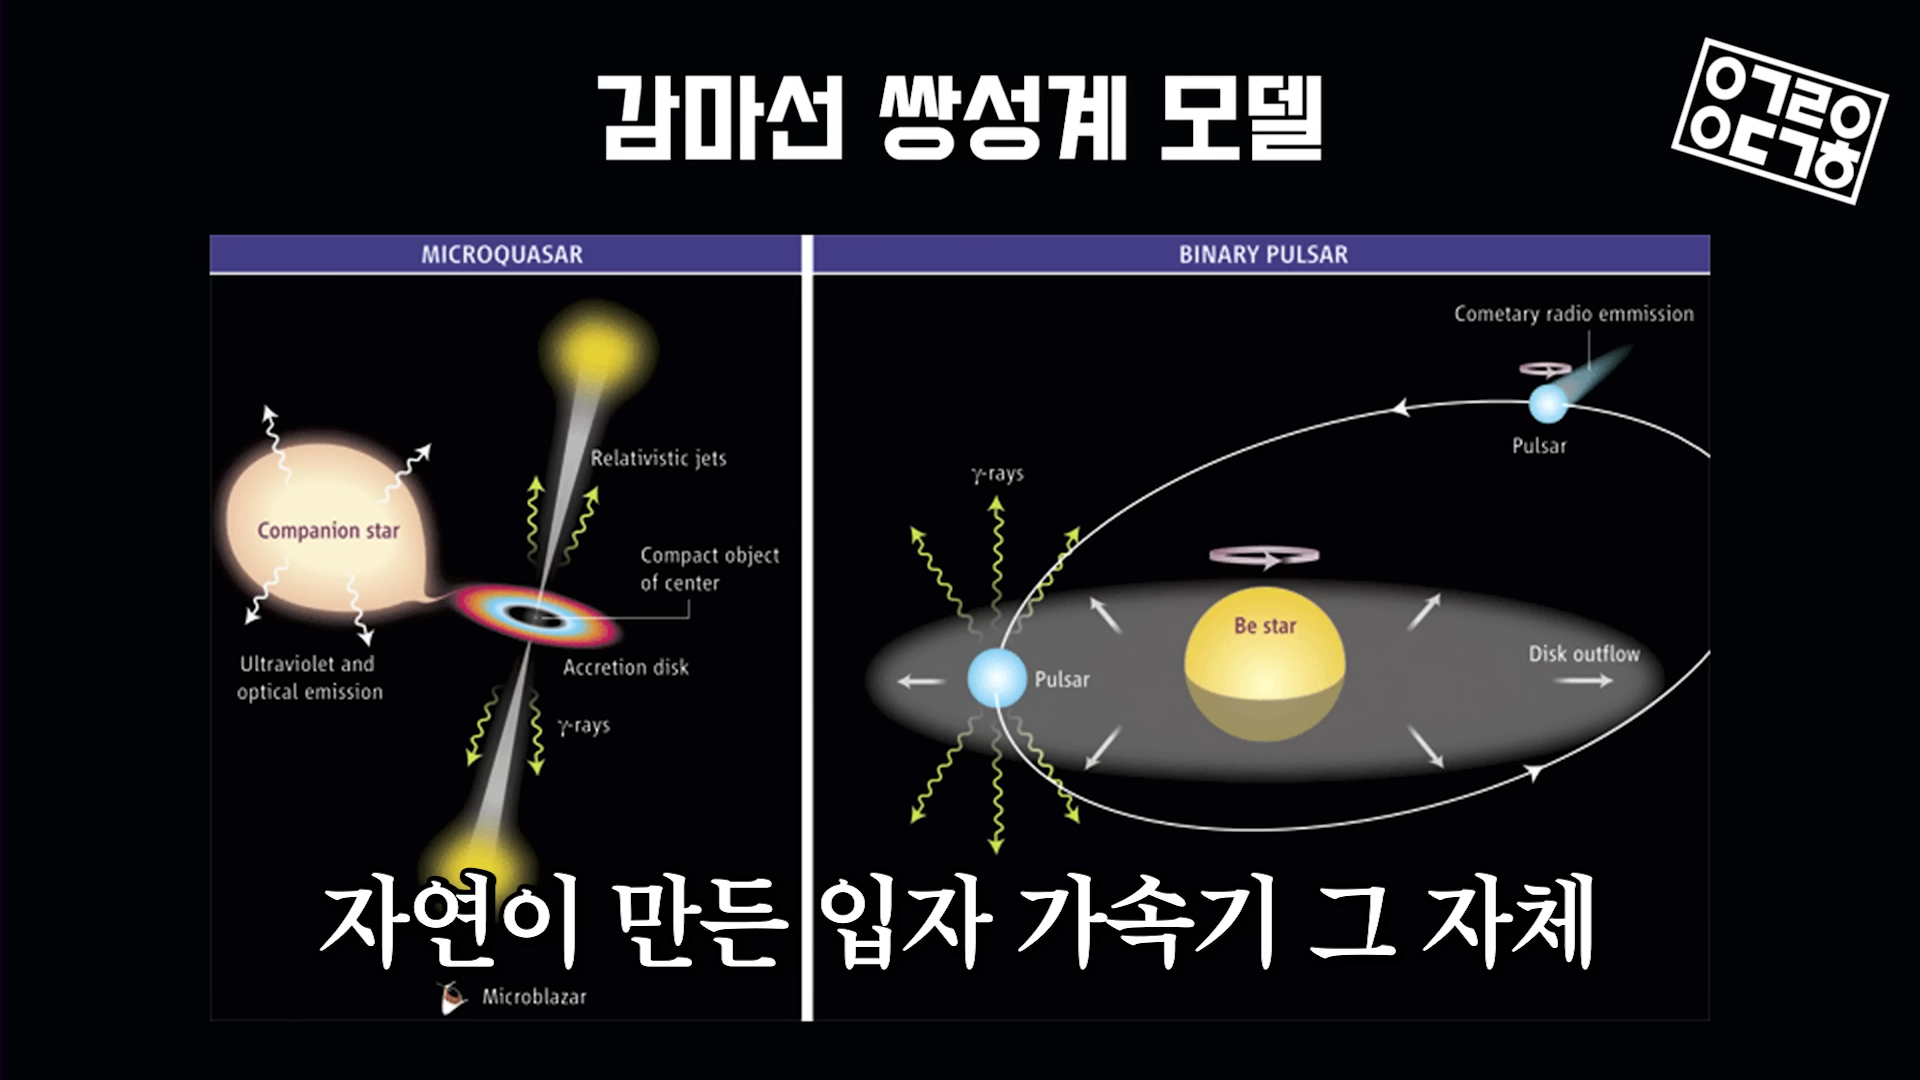 감마선 쌍성계 모델
MICROQUASAR
Relativistic jets
Companion star
Compact object
of center
Ultraviolet and
optical emission
Accretion disk
γ-rays
Microblazar
BINARY PULSAR
Cometary radio emmission
Pulsar
γ-rays
Be star
Disk outflow
Pulsar
자연이 만든 입자 가속기 그 자체